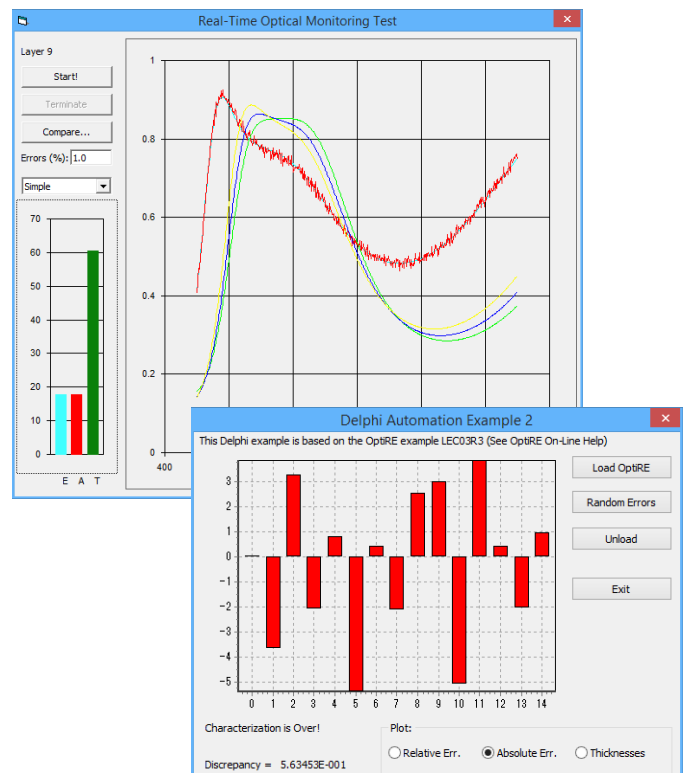 Real-Time Optical Monitoring Test
Layer 9
Start!
Terminate
Compare...
Errors (%): 1.0
Simple
70
60
50
40
30
20
10
0
E A T
1
0.8
0.6
0.4
0.2
0
400
Delphi Automation Example 2
This Delphi example is based on the OptiRE example LEC03R3 (See OptiRE On-Line Help)
3
2
1
0
-1
-2
-3
-4
-5
0 1 2 3 4 5 6 7 8 9 10 11 12 13 14
Load OptiRE
Random Errors
Unload
Exit
Characterization is Over!
Discrepancy = 5.63453E-001
Plot:
Relative Err. Absolute Err. Thicknesses